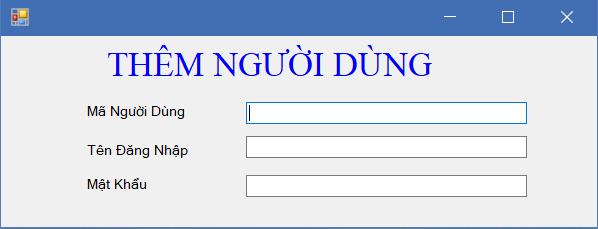 THÊM NGƯỜI DÙNG
Mã Người Dùng
Tên Đăng Nhập
Mật Khẩu